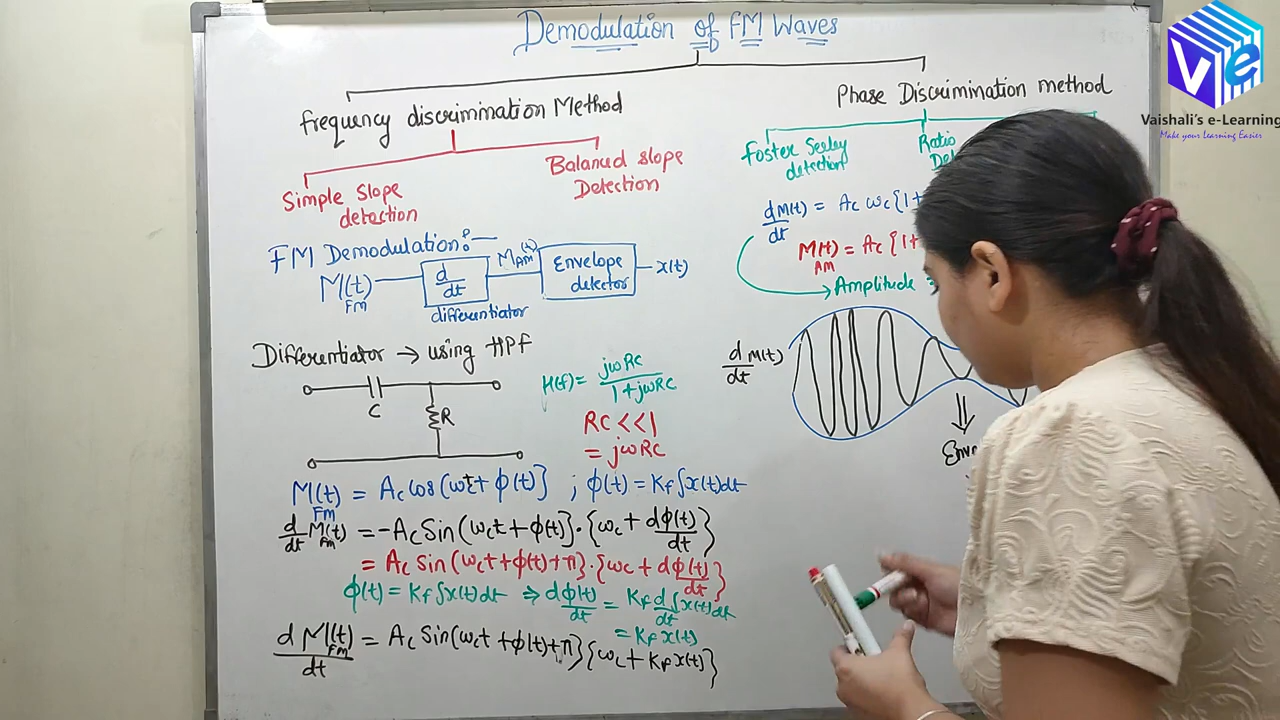 Demodulation of FM Waves
frequency discrimination Method
Phase Discrimination method
Simple Slope
detection
Balanced slope
Detection
Foster Seeley
detection
Ratio
FM Demodulation:-
M(t)
FM
d/dt
differentiator
M(t)
AM
Envelope
detector
x(t)
Differentiator → using HPF
C
R
H(f) = jωRC / 1 + jωRC
RC << 1
= jωRC
M(t)FM = Ac cos(ωct + φ(t)} ; φ(t) = Kf∫x(t)dt
d/dt M(t)FM = -Ac Sin(ωct + φ(t)}·{ωc + dφ(t)/dt}
= Ac sin(ωct + φ(t) + π}·{ωc + dφ(t)/dt}
φ(t) = Kf∫x(t)dt ⇒ dφ(t)/dt = Kf d/dt∫x(t)dt
= Kf x(t)
d M(t)FM/dt = Ac Sin(ωct + φ(t) + π}{ωc + Kf x(t)}
dM(t)/dt = Ac ωc{1+
M(t)AM = Ac{1+
→ Amplitude
d/dt M(t)
Vaishali's e-Learning
Make your Learning Easier